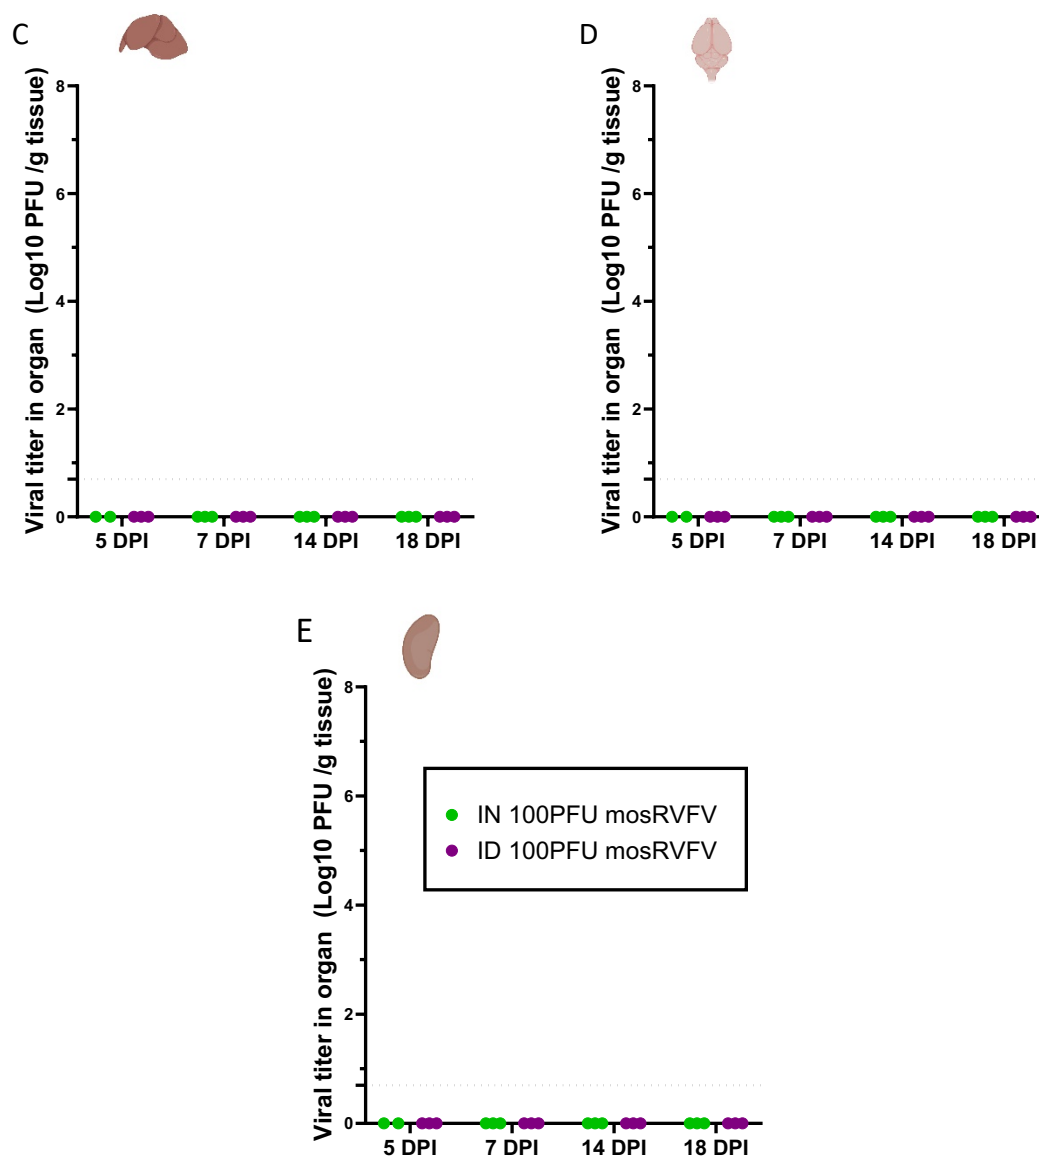 C
Viral titer in organ (Log10 PFU /g tissue)
8
6
4
2
0
5 DPI 7 DPI 14 DPI 18 DPI
D
Viral titer in organ (Log10 PFU /g tissue)
8
6
4
2
0
5 DPI 7 DPI 14 DPI 18 DPI
E
Viral titer in organ (Log10 PFU /g tissue)
8
6
4
2
0
IN 100PFU mosRVFV
ID 100PFU mosRVFV
5 DPI 7 DPI 14 DPI 18 DPI